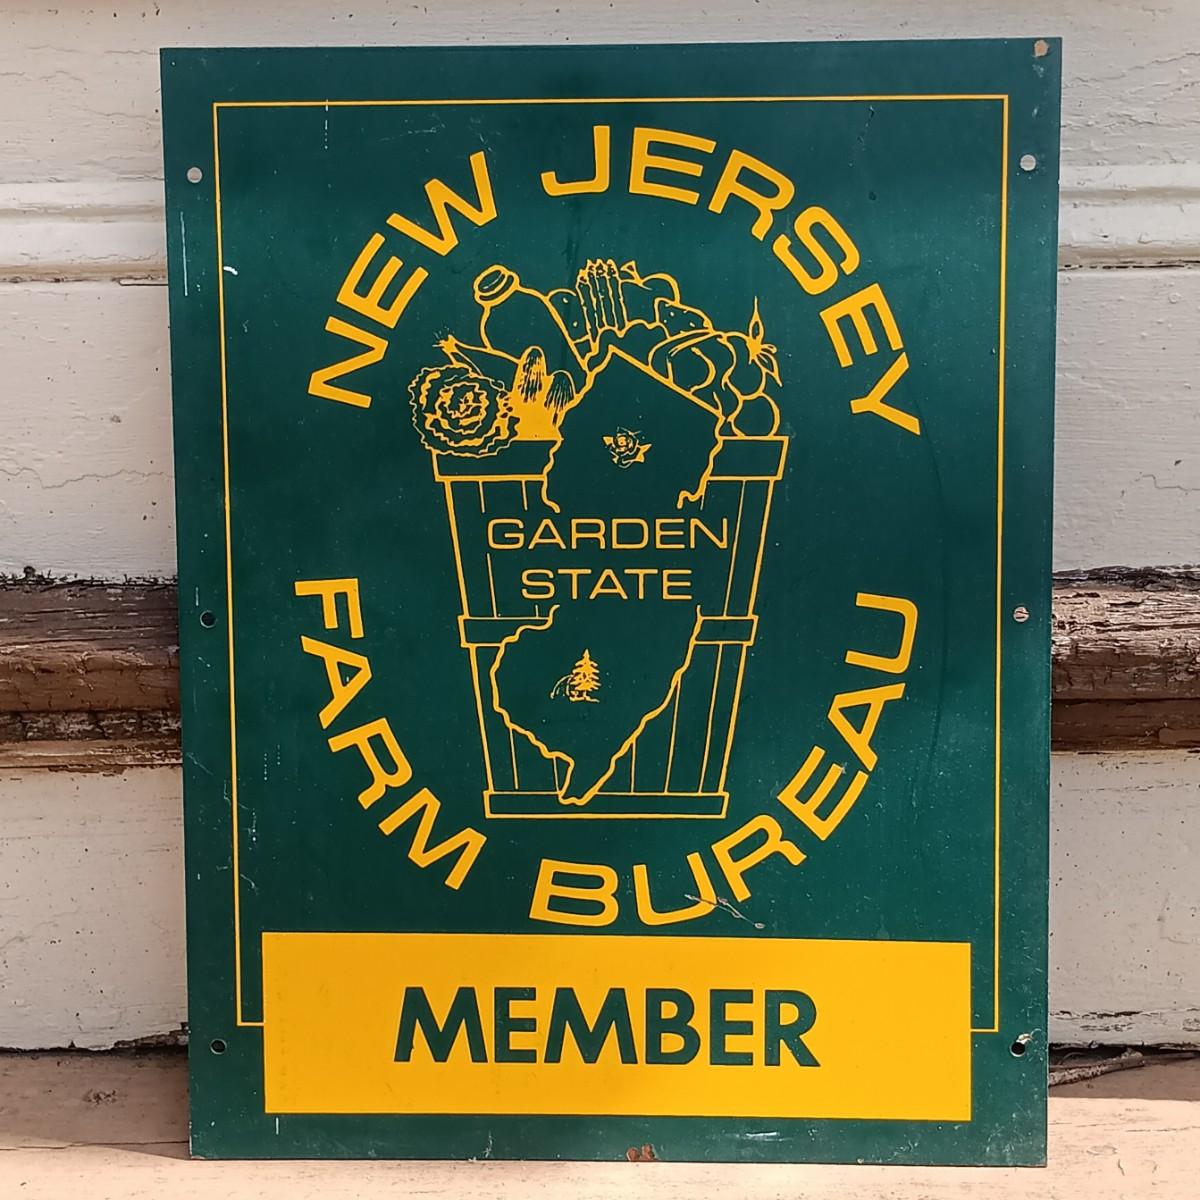 NEW JERSEY
GARDEN
STATE
FARM BUREAU
MEMBER